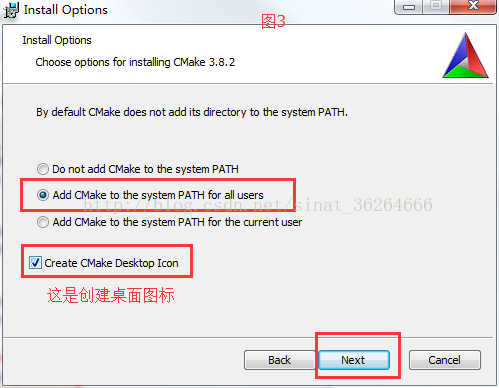 图3
Install Options
Choose options for installing CMake 3.8.2
By default CMake does not add its directory to the system PATH.
Do not add CMake to the system PATH
Add CMake to the system PATH for all users
http://blog.csdn.net/sinat_36264666
Add CMake to the system PATH for the current user
Create CMake Desktop Icon
这是创建桌面图标
Back Next Cancel